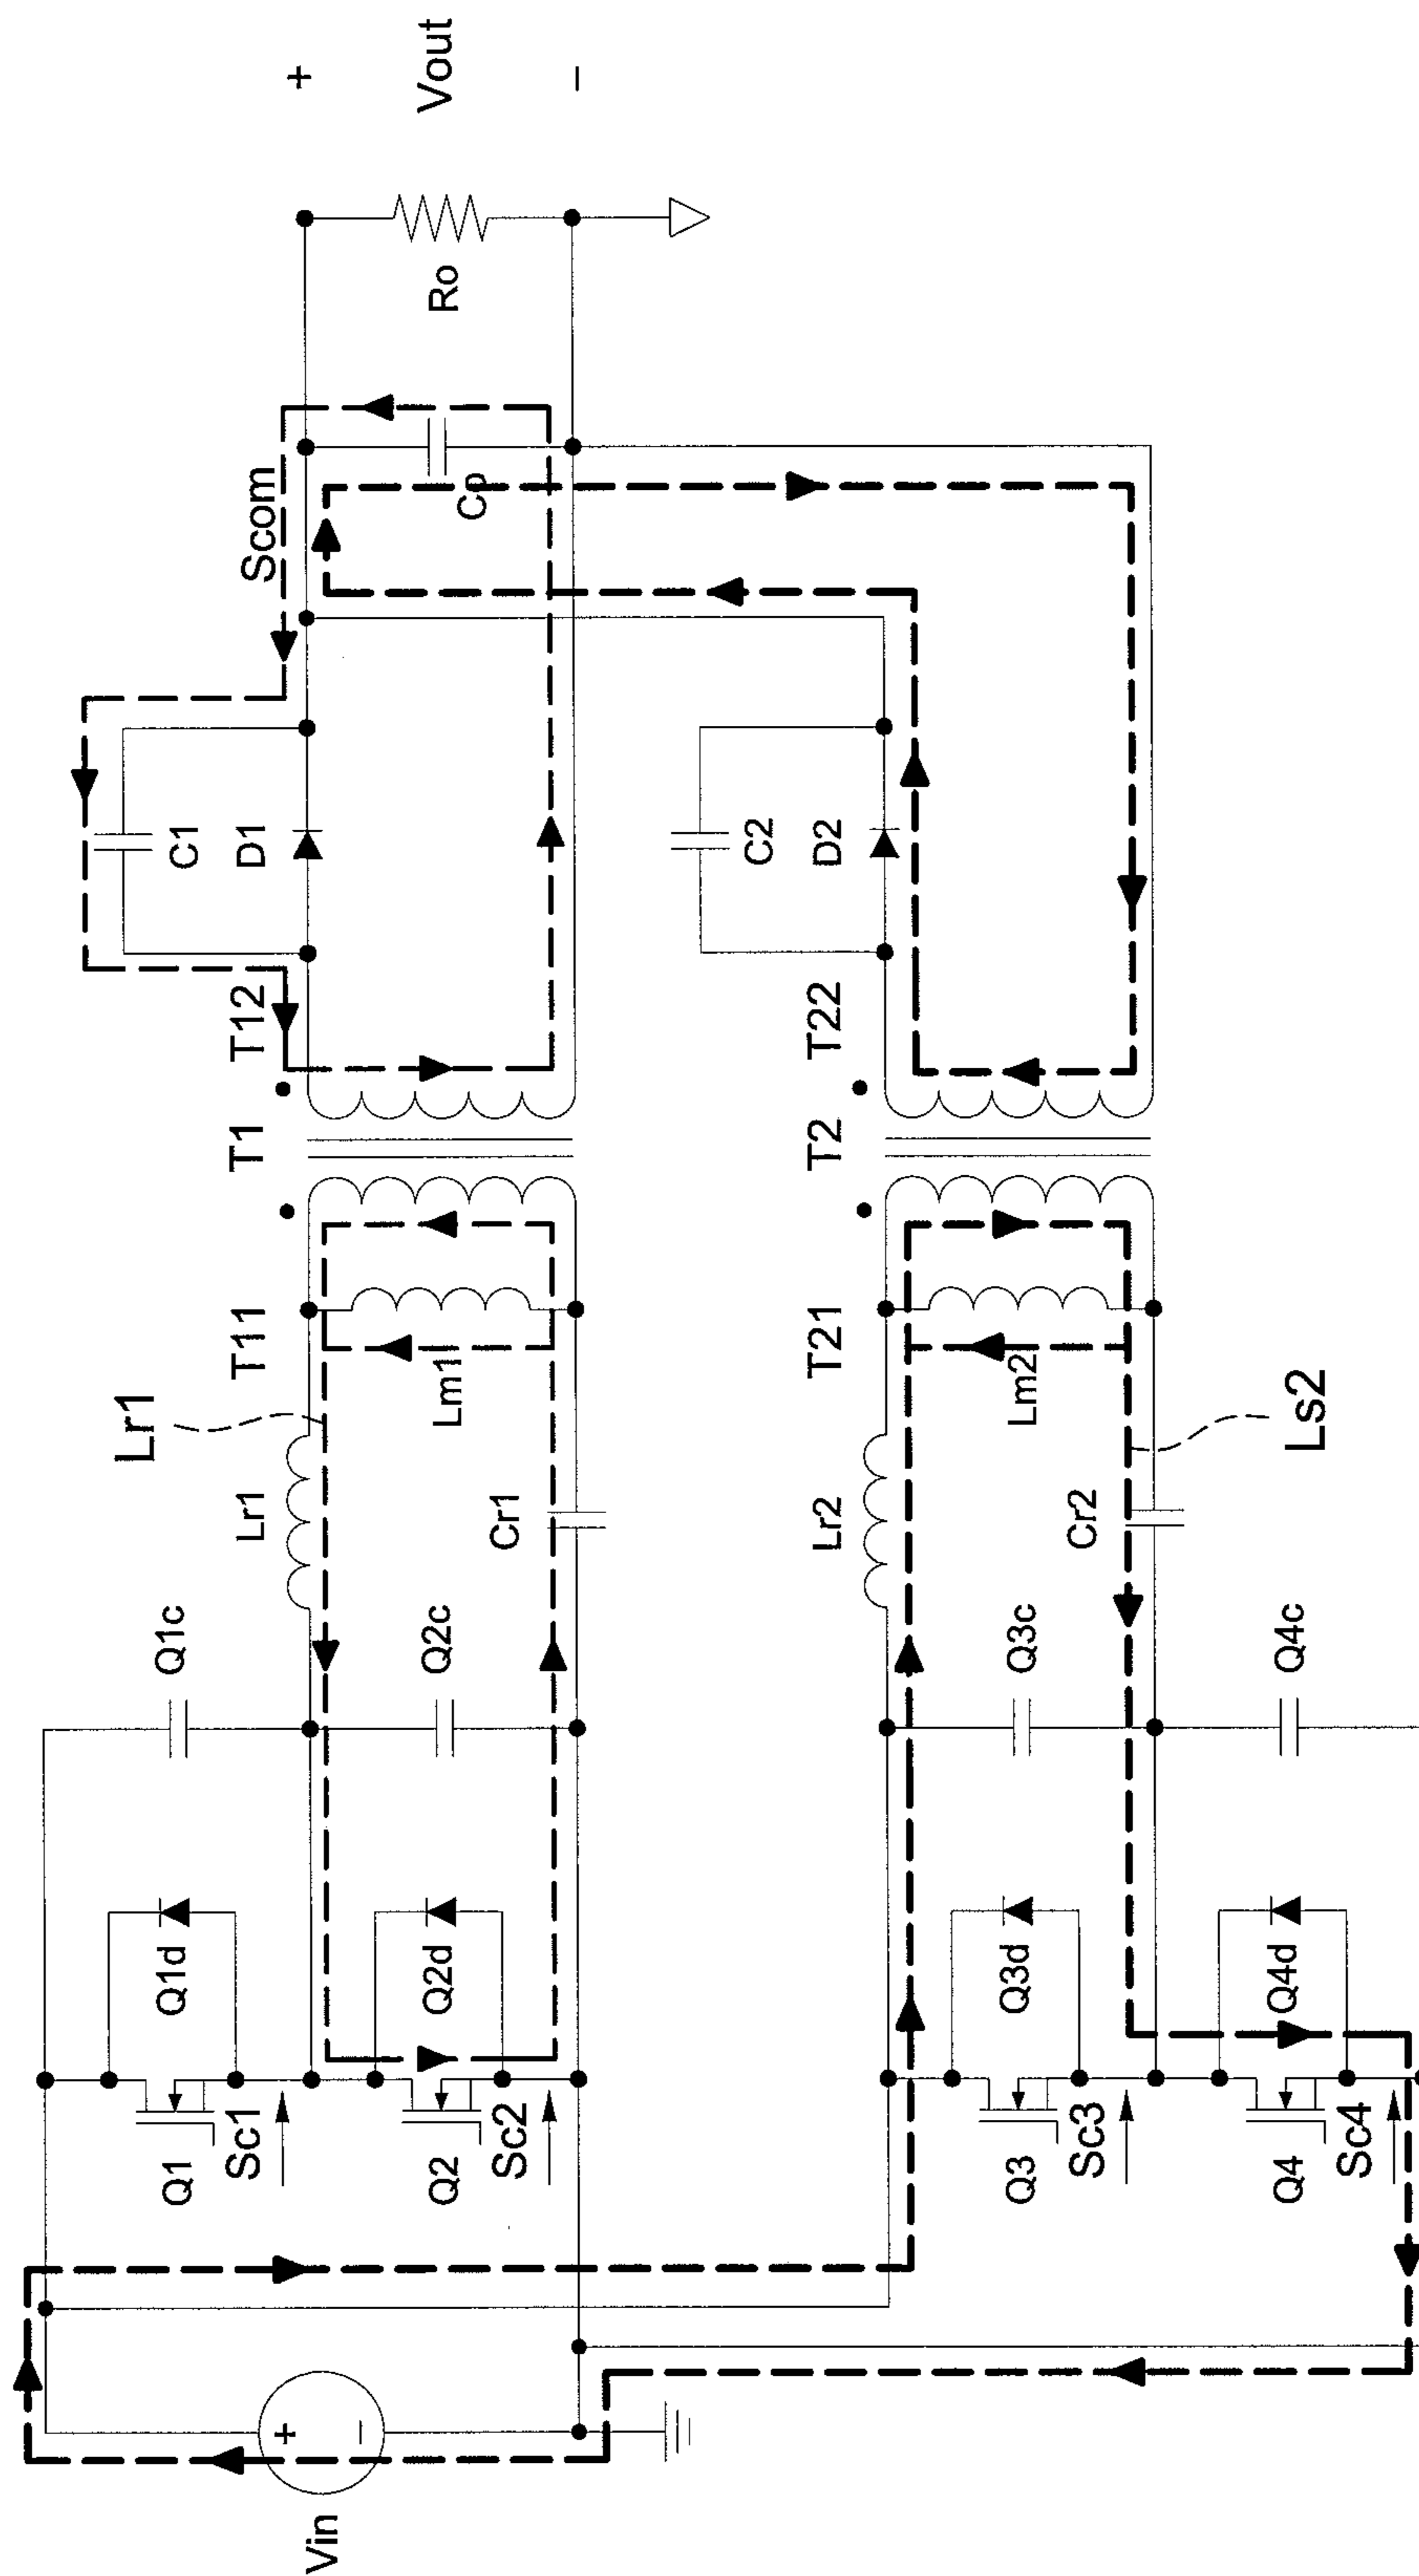 Vin
+
−
Q1
Sc1
Q1d
Q1c
Q2
Sc2
Q2d
Q2c
Lr1
Lr1
Cr1
T11
Lm1
T1
T12
C1
D1
Scom
Cp
Ro
+
Vout
−
Q3
Sc3
Q3d
Q3c
Q4
Sc4
Q4d
Q4c
Lr2
Cr2
Ls2
T21
Lm2
T2
T22
C2
D2